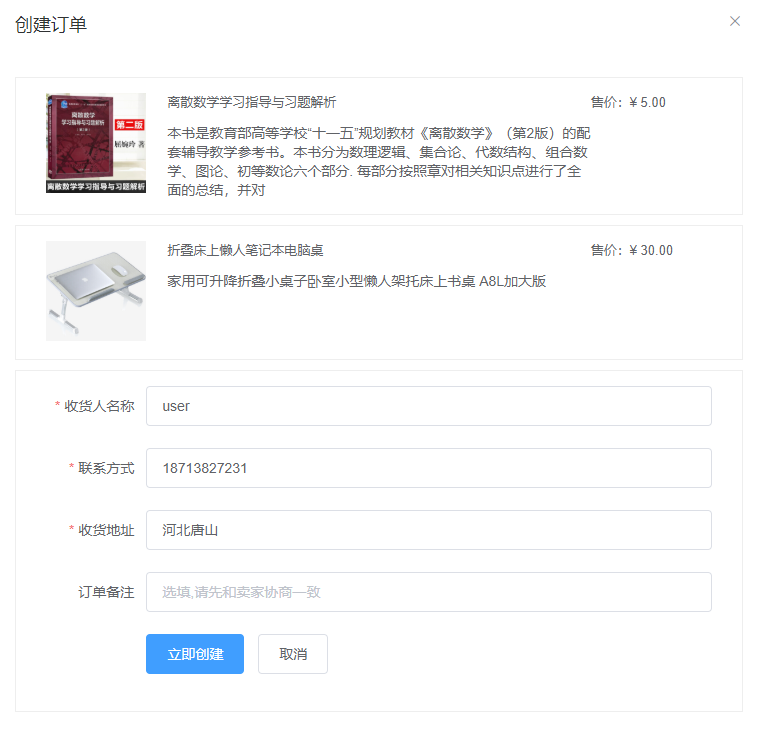 创建订单
离散数学
学习指导与习题解析
第二版
屈婉玲 著
离散数学学习指导与习题解析
离散数学学习指导与习题解析
售价：¥ 5.00
本书是教育部高等学校“十一五”规划教材《离散数学》（第2版）的配
套辅导教学参考书。本书分为数理逻辑、集合论、代数结构、组合数
学、图论、初等数论六个部分. 每部分按照章对相关知识点进行了全
面的总结，并对
折叠床上懒人笔记本电脑桌
售价：¥ 30.00
家用可升降折叠小桌子卧室小型懒人架托床上书桌 A8L加大版
* 收货人名称
user
* 联系方式
18713827231
* 收货地址
河北唐山
订单备注
选填,请先和卖家协商一致
立即创建
取消